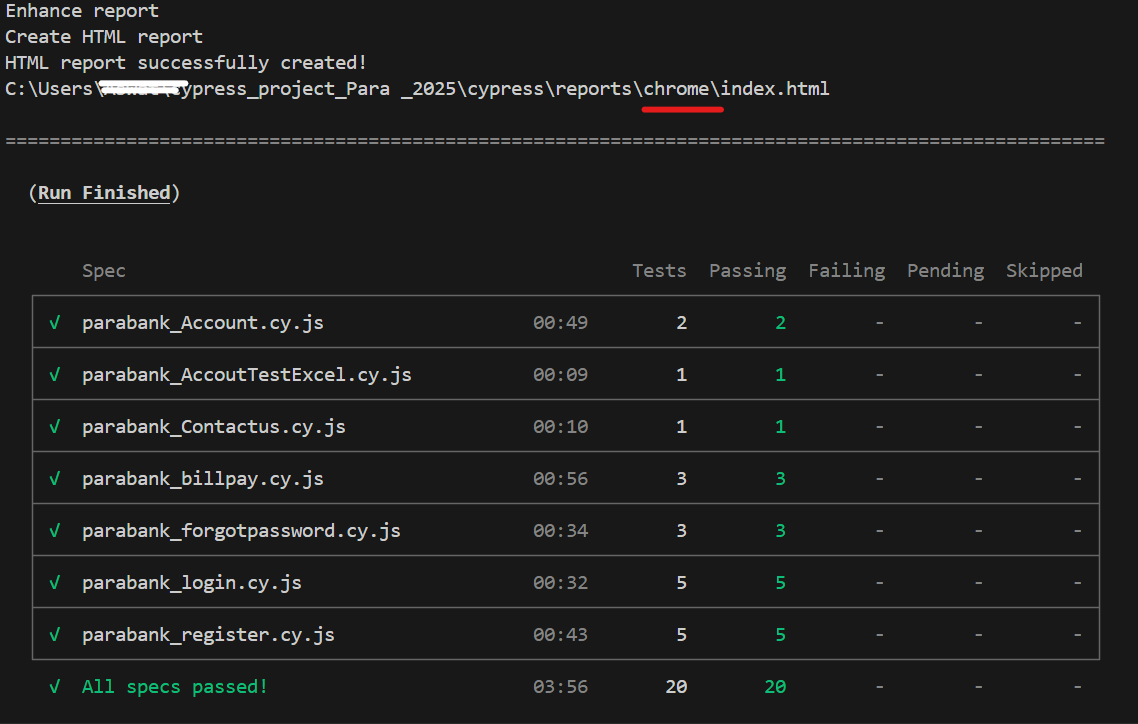 Enhance report
Create HTML report
HTML report successfully created!
C:\Users\ cypress_project_Para _2025\cypress\reports\chrome\index.html
====================================================================================================
(Run Finished)
Spec Tests Passing Failing Pending Skipped
√ parabank_Account.cy.js 00:49 2 2 - - -
√ parabank_AccoutTestExcel.cy.js 00:09 1 1 - - -
√ parabank_Contactus.cy.js 00:10 1 1 - - -
√ parabank_billpay.cy.js 00:56 3 3 - - -
√ parabank_forgotpassword.cy.js 00:34 3 3 - - -
√ parabank_login.cy.js 00:32 5 5 - - -
√ parabank_register.cy.js 00:43 5 5 - - -
√ All specs passed! 03:56 20 20 - - -